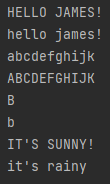 HELLO JAMES!
hello james!
abcdefghijk
ABCDEFGHIJK
B
b
IT'S SUNNY!
it's rainy